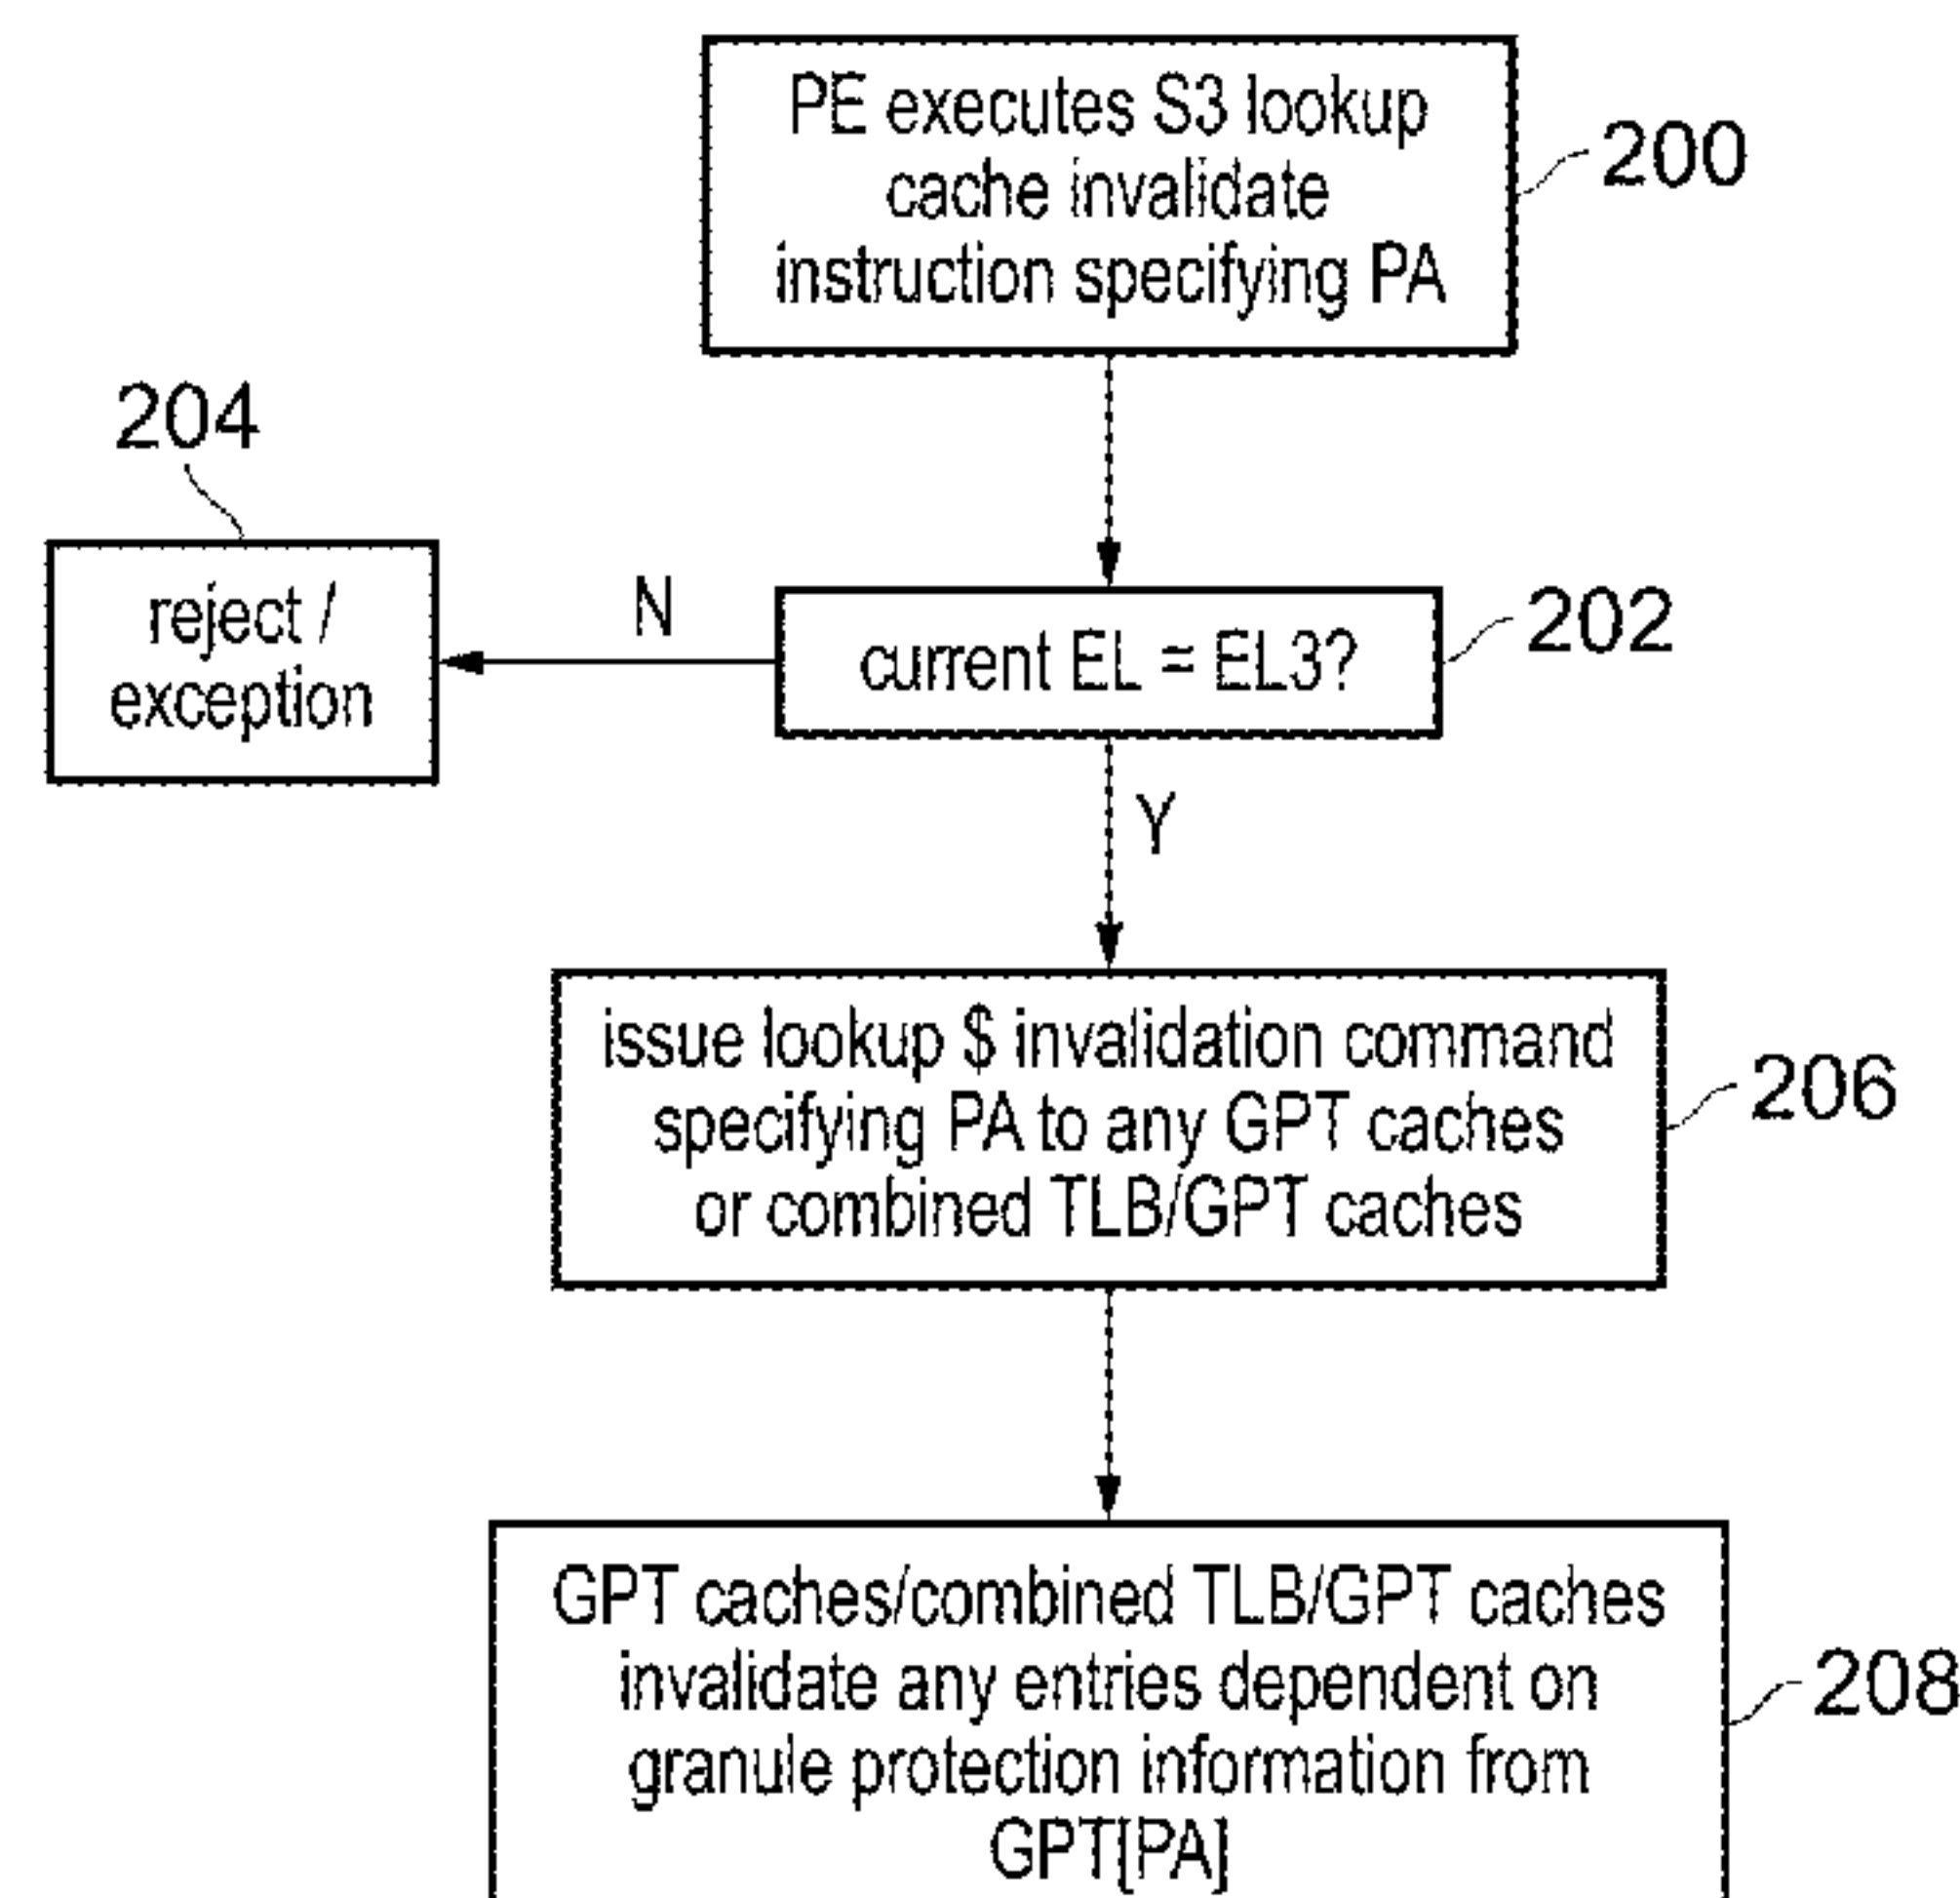 PE executes S3 lookup
cache invalidate
instruction specifying PA
200
204
reject /
exception
N
current EL = EL3?
202
Y
issue lookup $ invalidation command
specifying PA to any GPT caches
or combined TLB/GPT caches
206
GPT caches/combined TLB/GPT caches
invalidate any entries dependent on
granule protection information from
GPT[PA]
208